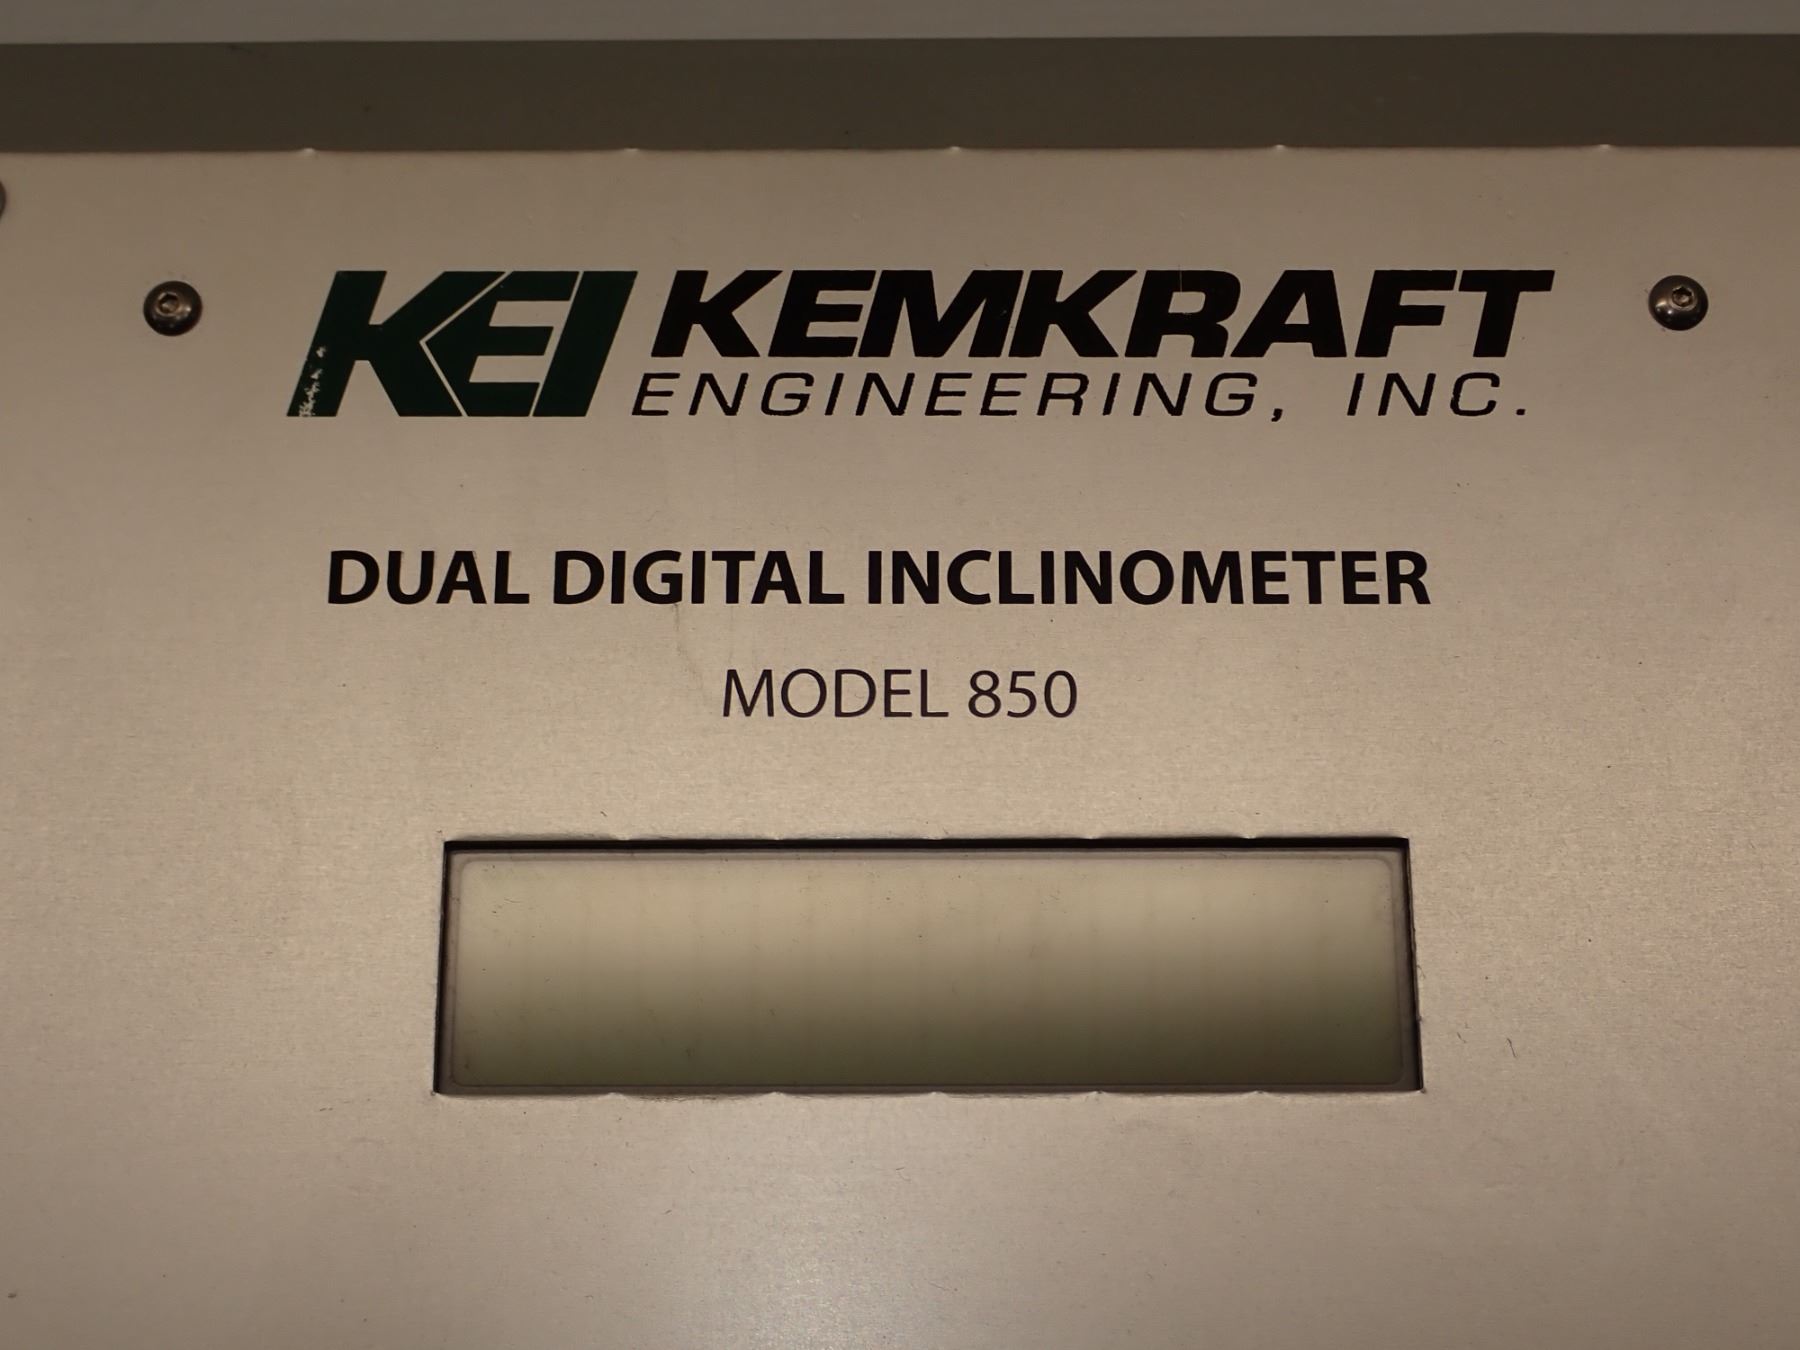 KEI KEMKRAFT
ENGINEERING, INC.
DUAL DIGITAL INCLINOMETER
MODEL 850